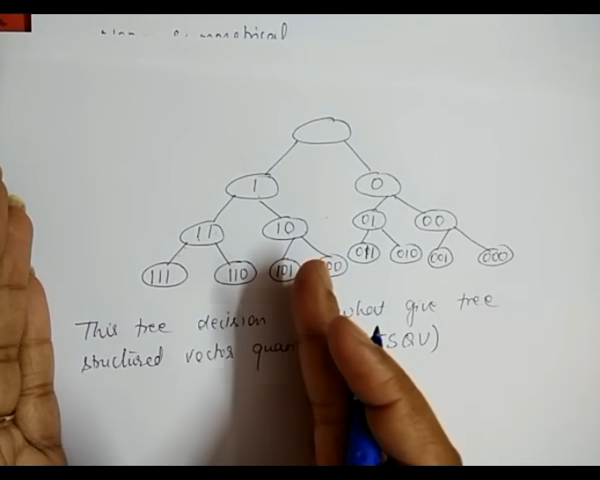 1 0
11 10 01 00
111 110 101 011 010 001 000
This tree decision what give tree
structured vector SQV)